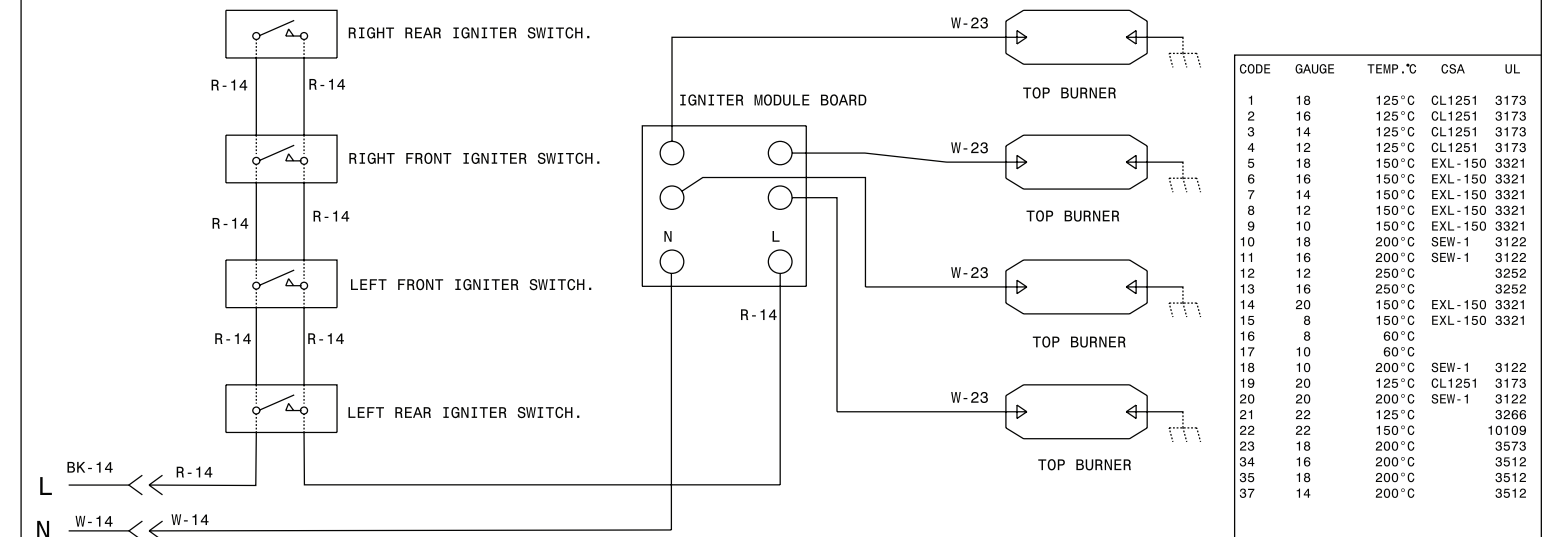 RIGHT REAR IGNITER SWITCH.
R-14
R-14
RIGHT FRONT IGNITER SWITCH.
R-14
R-14
LEFT FRONT IGNITER SWITCH.
R-14
R-14
LEFT REAR IGNITER SWITCH.
L
BK-14
R-14
N
W-14
W-14
IGNITER MODULE BOARD
N
L
R-14
W-23
TOP BURNER
W-23
TOP BURNER
W-23
TOP BURNER
W-23
TOP BURNER
CODE GAUGE TEMP.°C CSA UL
1 18 125°C CL1251 3173
2 16 125°C CL1251 3173
3 14 125°C CL1251 3173
4 12 125°C CL1251 3173
5 18 150°C EXL-150 3321
6 16 150°C EXL-150 3321
7 14 150°C EXL-150 3321
8 12 150°C EXL-150 3321
9 10 150°C EXL-150 3321
10 18 200°C SEW-1 3122
11 16 200°C SEW-1 3122
12 12 250°C 3252
13 16 250°C 3252
14 20 150°C EXL-150 3321
15 8 150°C EXL-150 3321
16 8 60°C
17 10 60°C
18 10 200°C SEW-1 3122
19 20 125°C CL1251 3173
20 20 200°C SEW-1 3122
21 22 125°C 3266
22 22 150°C 10109
23 18 200°C 3573
34 16 200°C 3512
35 18 200°C 3512
37 14 200°C 3512